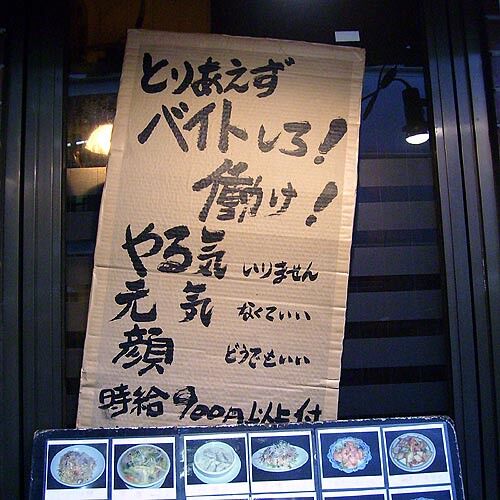 とりあえず
バイトしろ!
働け!
やる気 いりません
元気 なくていい
顔 どうでもいい
時給900円以上付